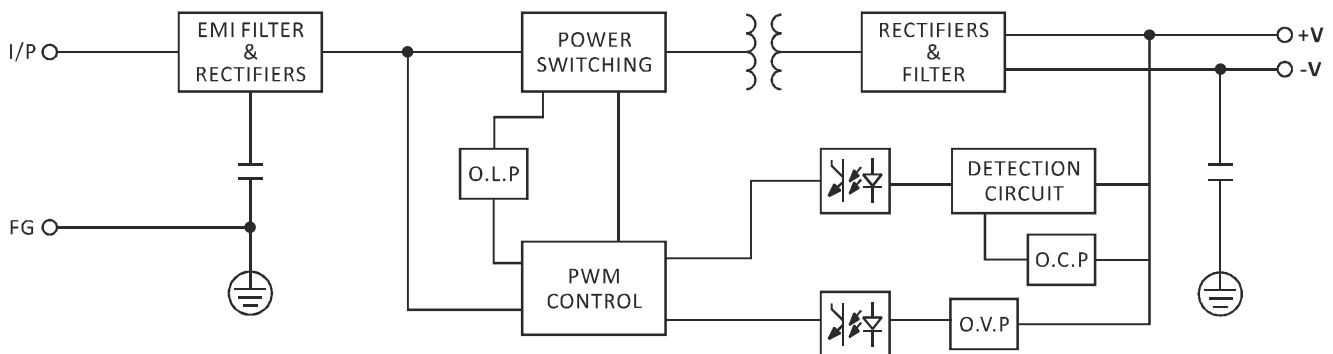 I/P
EMI FILTER
&
RECTIFIERS
POWER
SWITCHING
RECTIFIERS
&
FILTER
+V
-V
O.L.P
DETECTION
CIRCUIT
FG
O.C.P
PWM
CONTROL
O.V.P